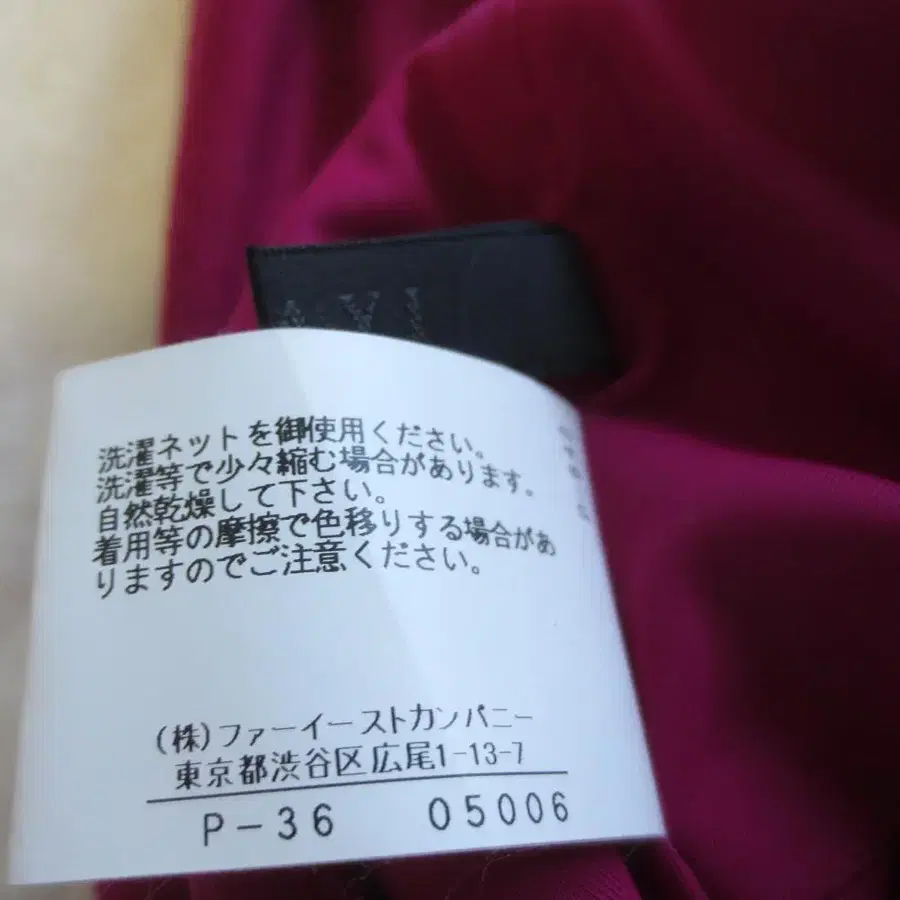 洗濯ネットを御使用ください。
洗濯等で少々縮む場合があります。
自然乾燥して下さい。
着用等の摩擦で色移りする場合があ
りますのでご注意ください。
(株)ファーイーストカンパニー
東京都渋谷区広尾1-13-7
P-36 05006